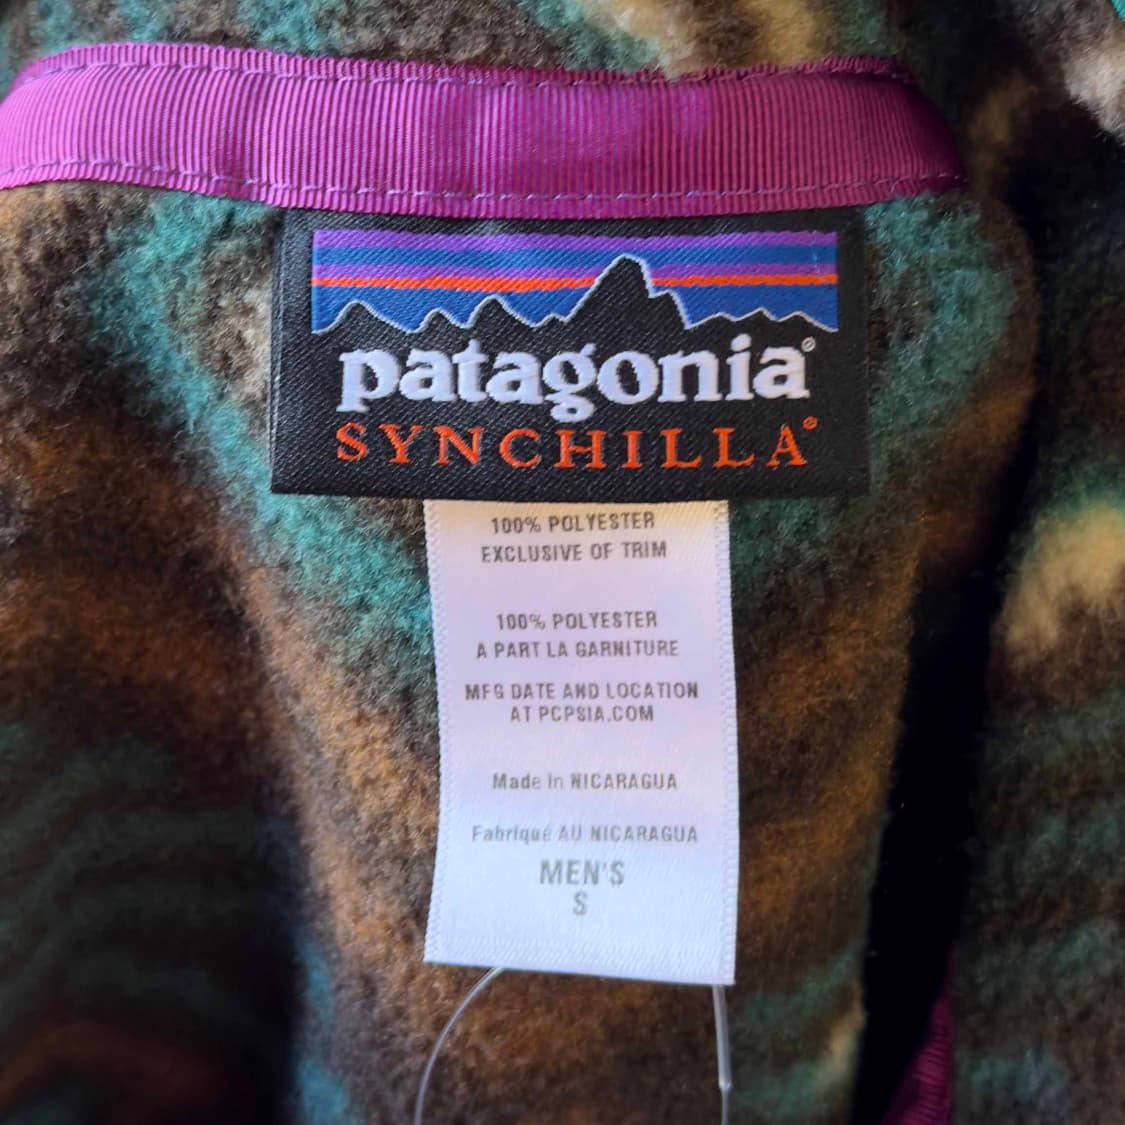 patagonia®
SYNCHILLA®
100% POLYESTER
EXCLUSIVE OF TRIM
100% POLYESTER
A PART LA GARNITURE
MFG DATE AND LOCATION
AT PCPSIA.COM
Made In NICARAGUA
Fabriqué AU NICARAGUA
MEN'S
S